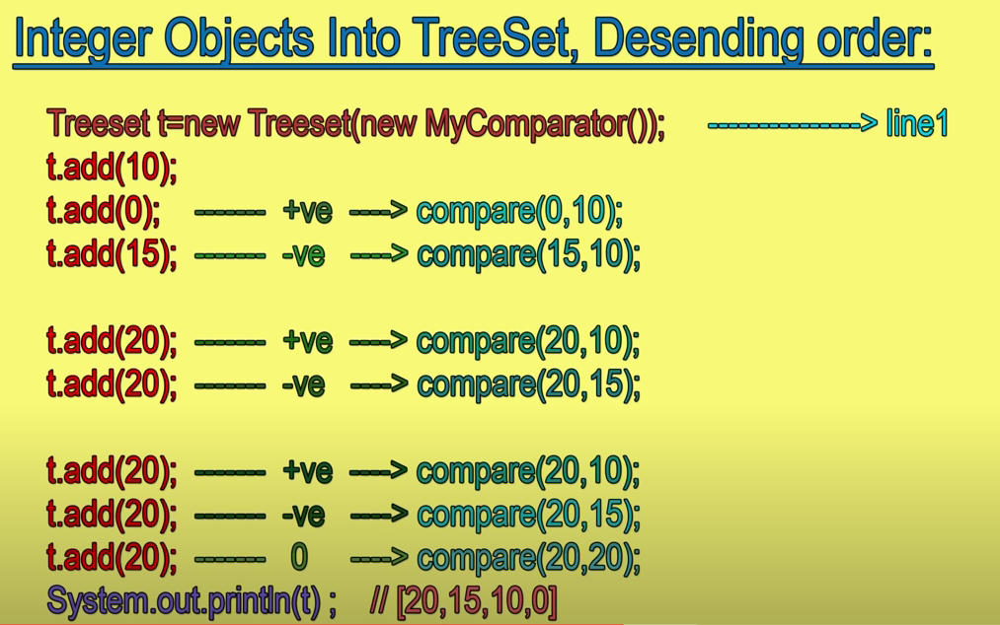 Integer Objects Into TreeSet, Desending order:
Treeset t=new Treeset(new MyComparator()); ---------------> line1
t.add(10);
t.add(0); ------- +ve ----> compare(0,10);
t.add(15); ------- -ve ----> compare(15,10);
t.add(20); ------- +ve ----> compare(20,10);
t.add(20); ------- -ve ----> compare(20,15);
t.add(20); ------- +ve ----> compare(20,10);
t.add(20); ------- -ve ----> compare(20,15);
t.add(20); ------- 0 ----> compare(20,20);
System.out.println(t) ; // [20,15,10,0]